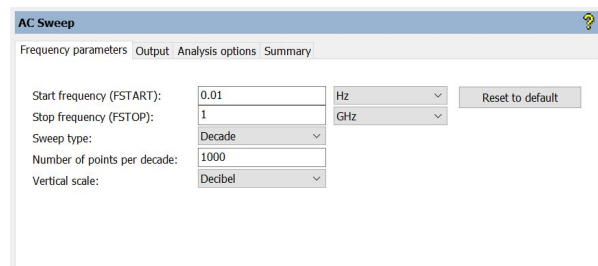 AC Sweep
Frequency parameters Output Analysis options Summary
Start frequency (FSTART): 0.01 Hz Reset to default
Stop frequency (FSTOP): 1 GHz
Sweep type: Decade
Number of points per decade: 1000
Vertical scale: Decibel